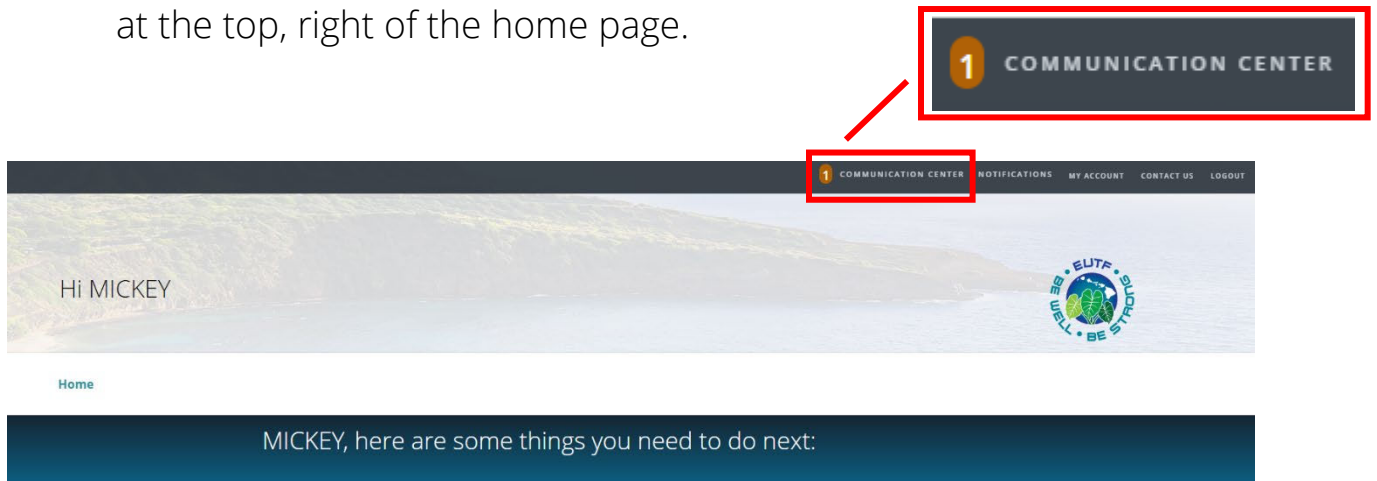 at the top, right of the home page.
1 COMMUNICATION CENTER
1 COMMUNICATION CENTER NOTIFICATIONS MY ACCOUNT CONTACT US LOGOUT
Hi MICKEY
EUTF • BE STRONG • BE WELL •
Home
MICKEY, here are some things you need to do next: